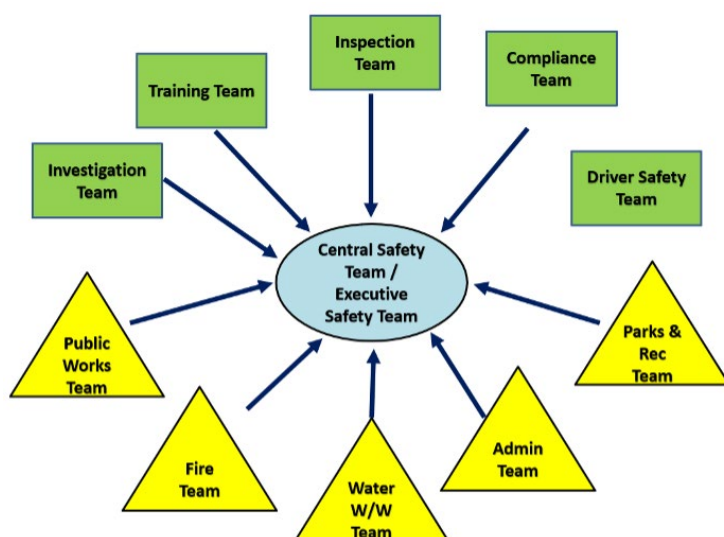 Inspection
Team
Compliance
Team
Training Team
Investigation
Team
Driver Safety
Team
Central Safety
Team /
Executive
Safety Team
Public
Works
Team
Parks &
Rec
Team
Fire
Team
Admin
Team
Water
W/W
Team